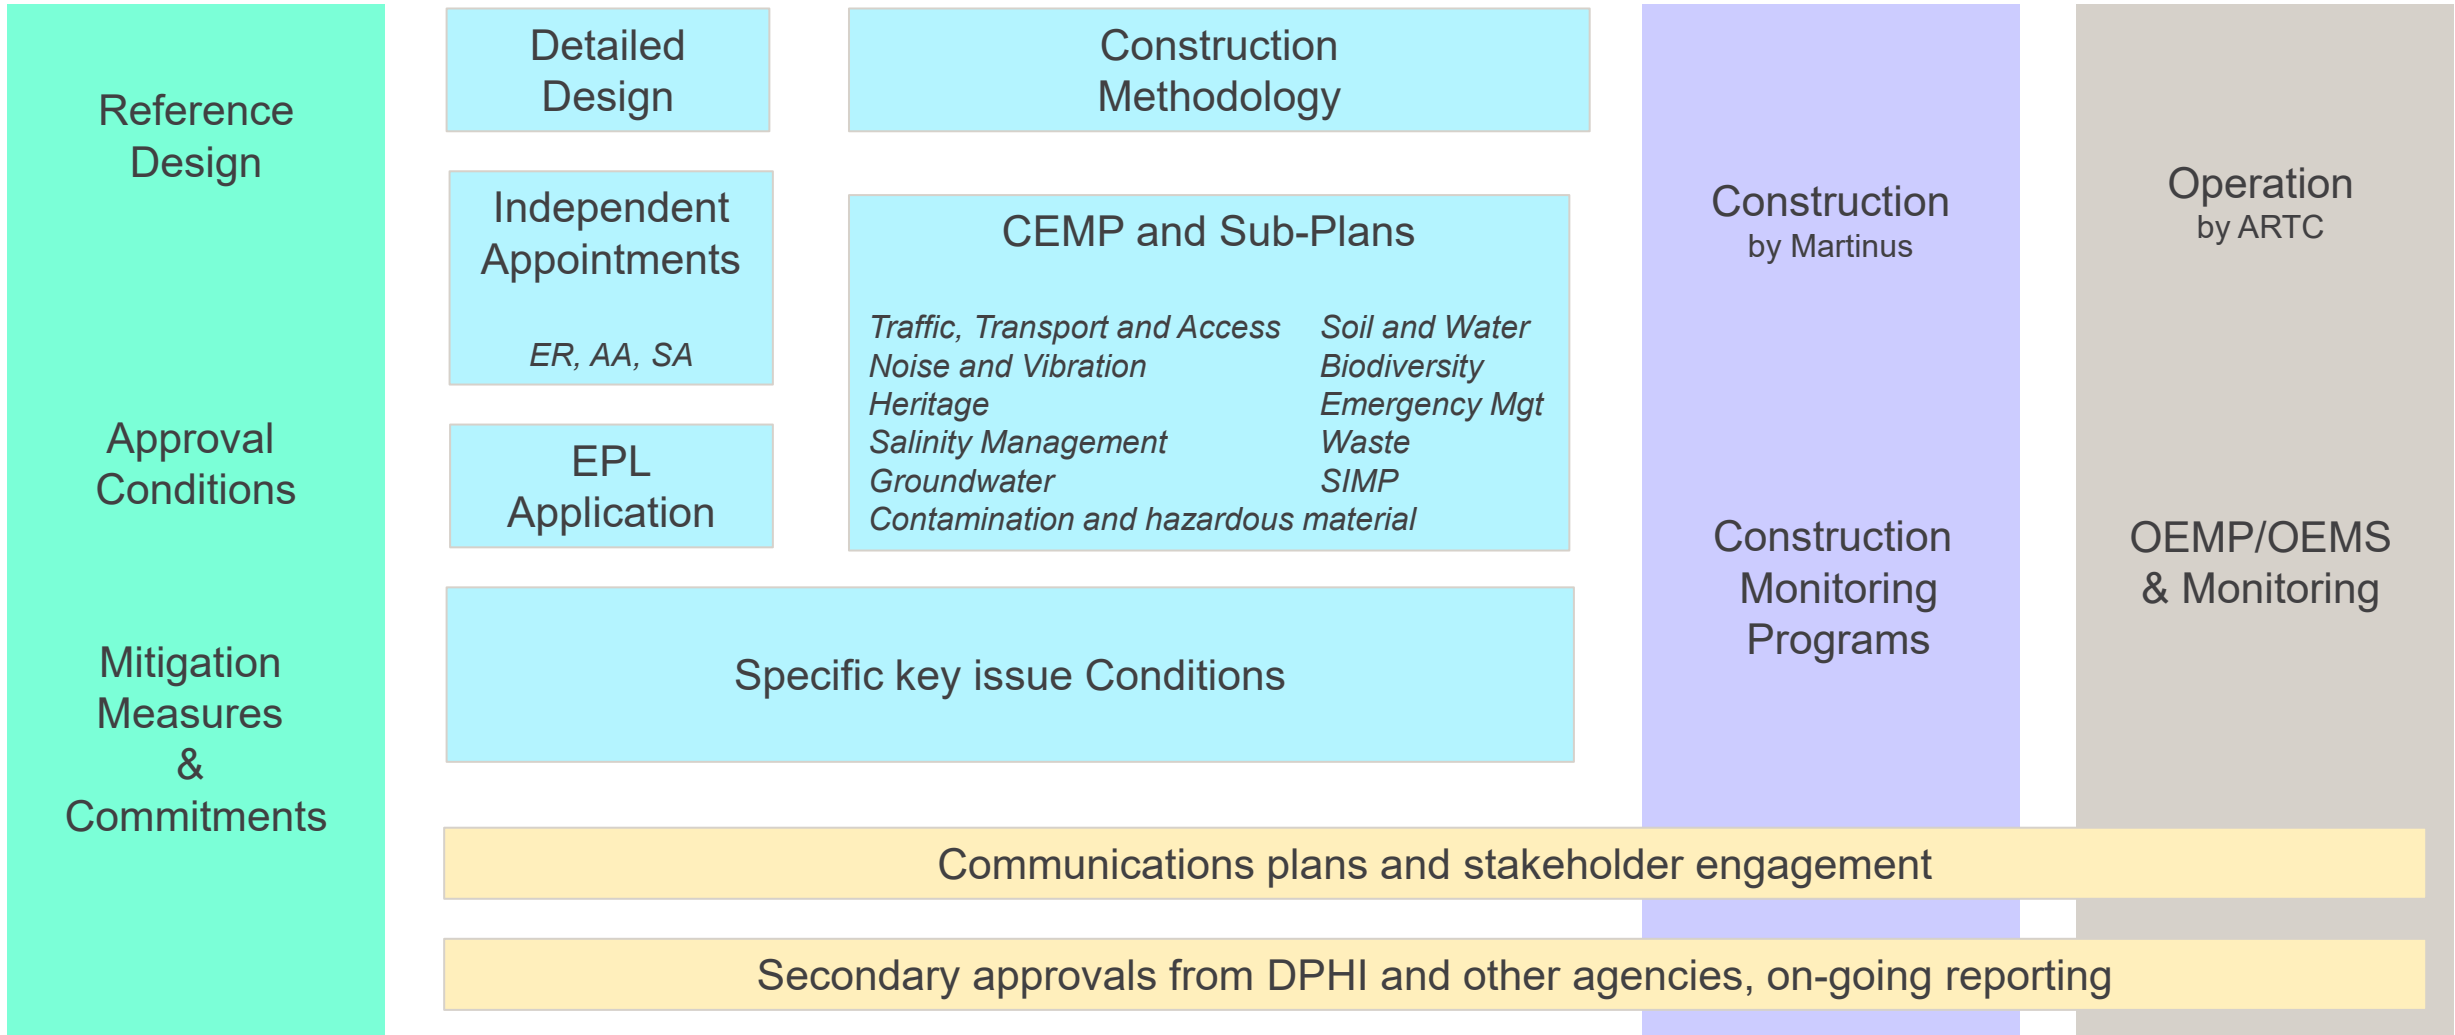 Reference
Design
Approval
Conditions
Mitigation
Measures
&
Commitments
Detailed
Design
Construction
Methodology
Independent
Appointments
ER, AA, SA
EPL
Application
CEMP and Sub-Plans
Traffic, Transport and Access
Noise and Vibration
Heritage
Salinity Management
Groundwater
Contamination and hazardous material
Soil and Water
Biodiversity
Emergency Mgt
Waste
SIMP
Specific key issue Conditions
Construction
by Martinus
Construction
Monitoring
Programs
Operation
by ARTC
OEMP/OEMS
& Monitoring
Communications plans and stakeholder engagement
Secondary approvals from DPHI and other agencies, on-going reporting